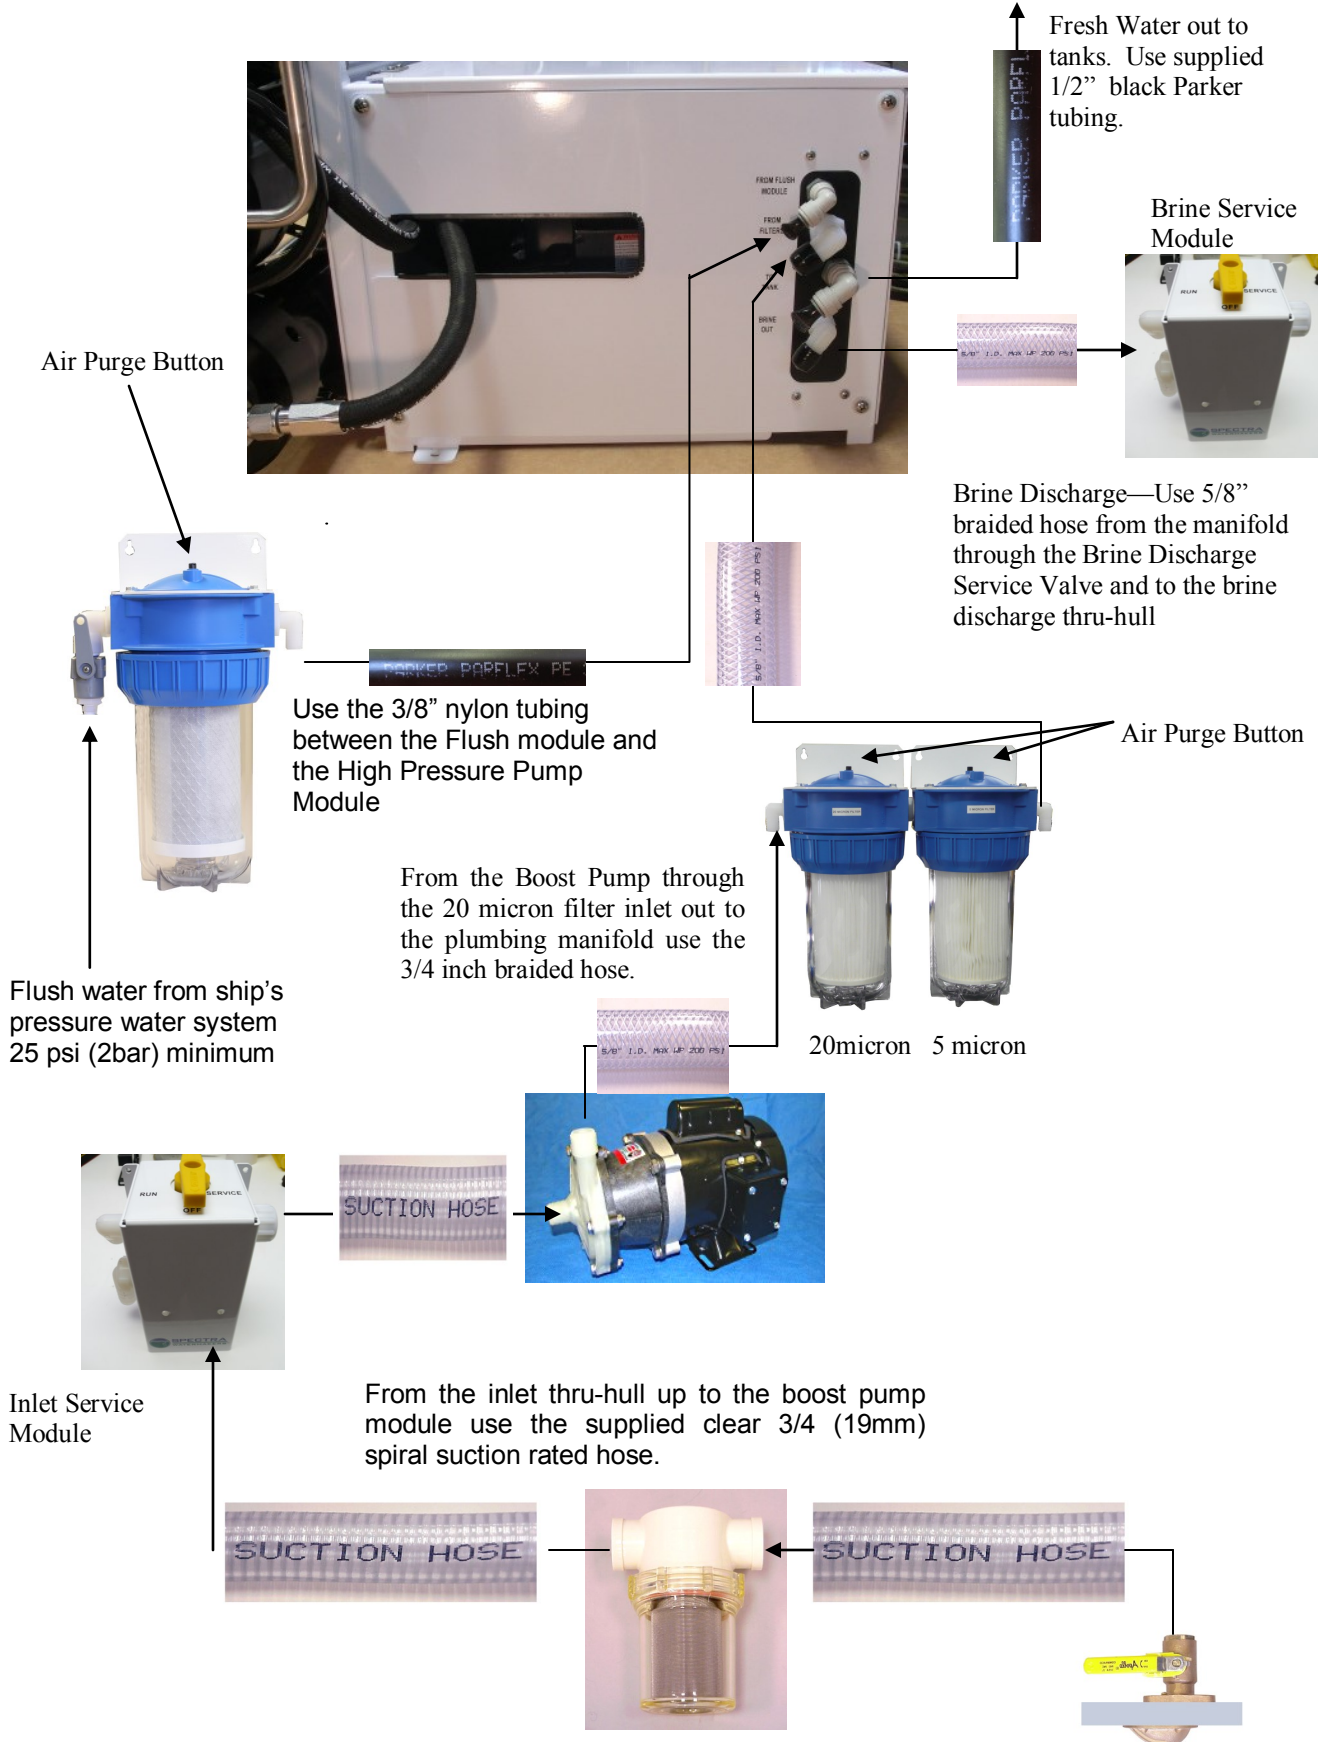 Fresh Water out to
tanks.  Use supplied
1/2”  black Parker
tubing.
PARKER PARFL
FROM FLUSH
MODULE
FROM
FILTERS
TO
TANK
BRINE
OUT
Brine Service
Module
RUN
SERVICE
OFF
SPECTRA
5/8" I.D. MAX WP 200 PSI
Air Purge Button
Brine Discharge—Use 5/8”
braided hose from the manifold
through the Brine Discharge
Service Valve and to the brine
discharge thru-hull
5/8" I.D. MAX WP 200 PSI
PARKER PARFLEX PE
Use the 3/8” nylon tubing
between the Flush module and
the High Pressure Pump
Module
Air Purge Button
From the Boost Pump through
the 20 micron filter inlet out to
the plumbing manifold use the
3/4 inch braided hose.
Flush water from ship’s
pressure water system
25 psi (2bar) minimum
20micron
5 micron
5/8" I.D. MAX WP 200 PSI
RUN
SERVICE
OFF
SPECTRA
SUCTION HOSE
Inlet Service
Module
From the inlet thru-hull up to the boost pump
module use the supplied clear 3/4 (19mm)
spiral suction rated hose.
SUCTION HOSE
SUCTION HOSE